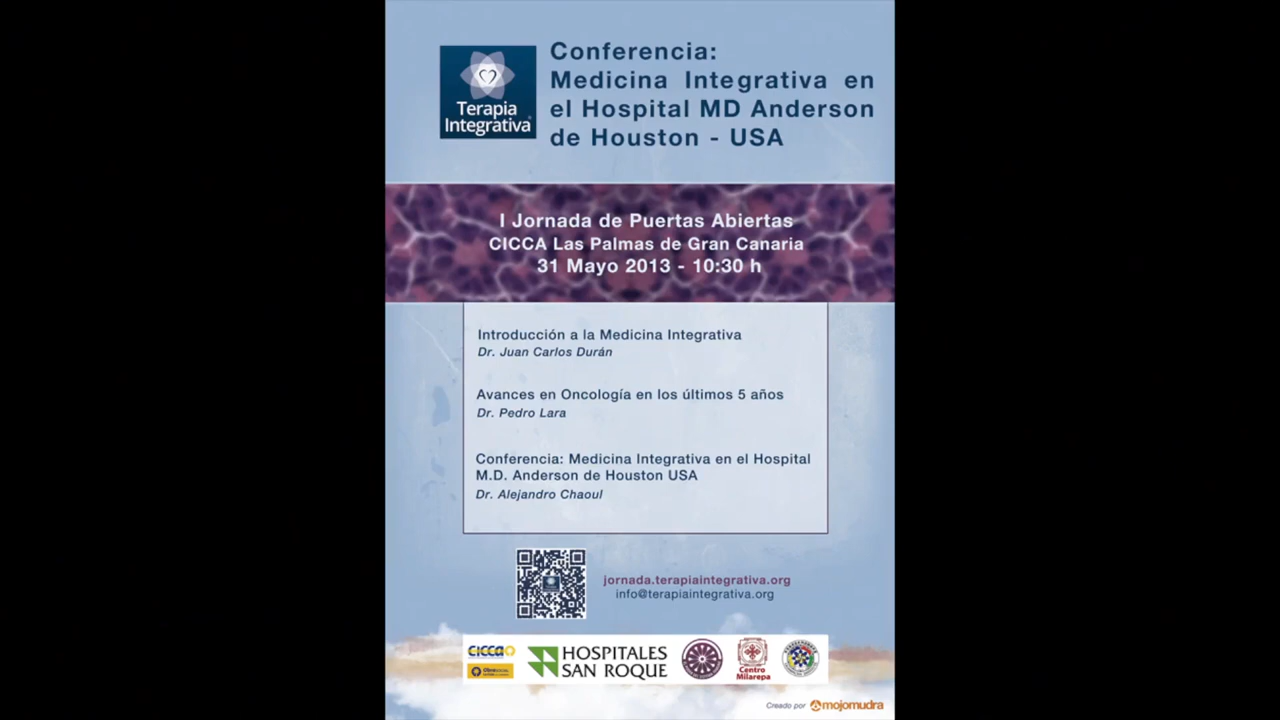 Terapia
Integrativa
Conferencia:
Medicina Integrativa en
el Hospital MD Anderson
de Houston - USA
I Jornada de Puertas Abiertas
CICCA Las Palmas de Gran Canaria
31 Mayo 2013 - 10:30 h
Introducción a la Medicina Integrativa
Dr. Juan Carlos Durán
Avances en Oncología en los últimos 5 años
Dr. Pedro Lara
Conferencia: Medicina Integrativa en el Hospital
M.D. Anderson de Houston USA
Dr. Alejandro Chaoul
jornada.terapiaintegrativa.org
info@terapiaintegrativa.org
CICCA
HOSPITALES
SAN ROQUE
Centro
Milarepa
Creado por mojomudra